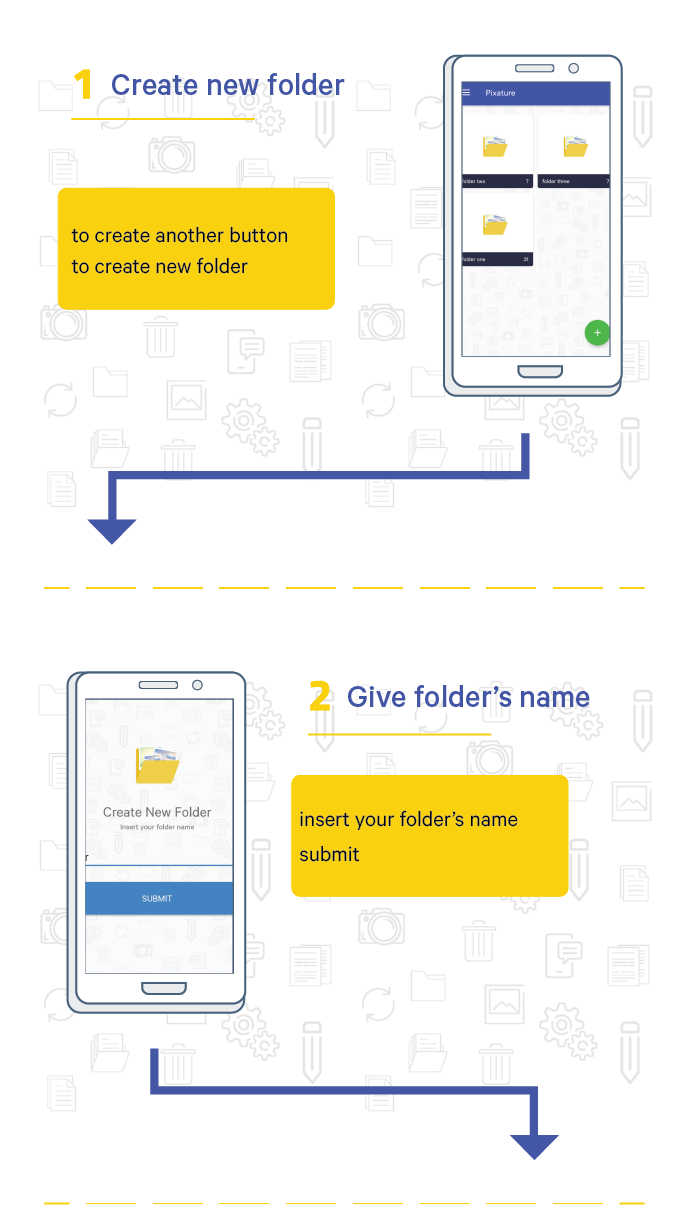 1 Create new folder
Pixature
to create another button
to create new folder
folder two 7
folder three 7
folder one 31
+
2 Give folder's name
Create New Folder
Insert your folder name
r
SUBMIT
insert your folder's name
submit